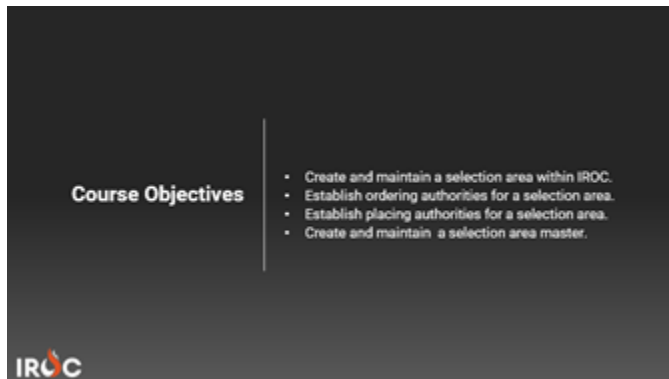 Course Objectives
• Create and maintain a selection area within IROC.
• Establish ordering authorities for a selection area.
• Establish placing authorities for a selection area.
• Create and maintain  a selection area master.
IROC